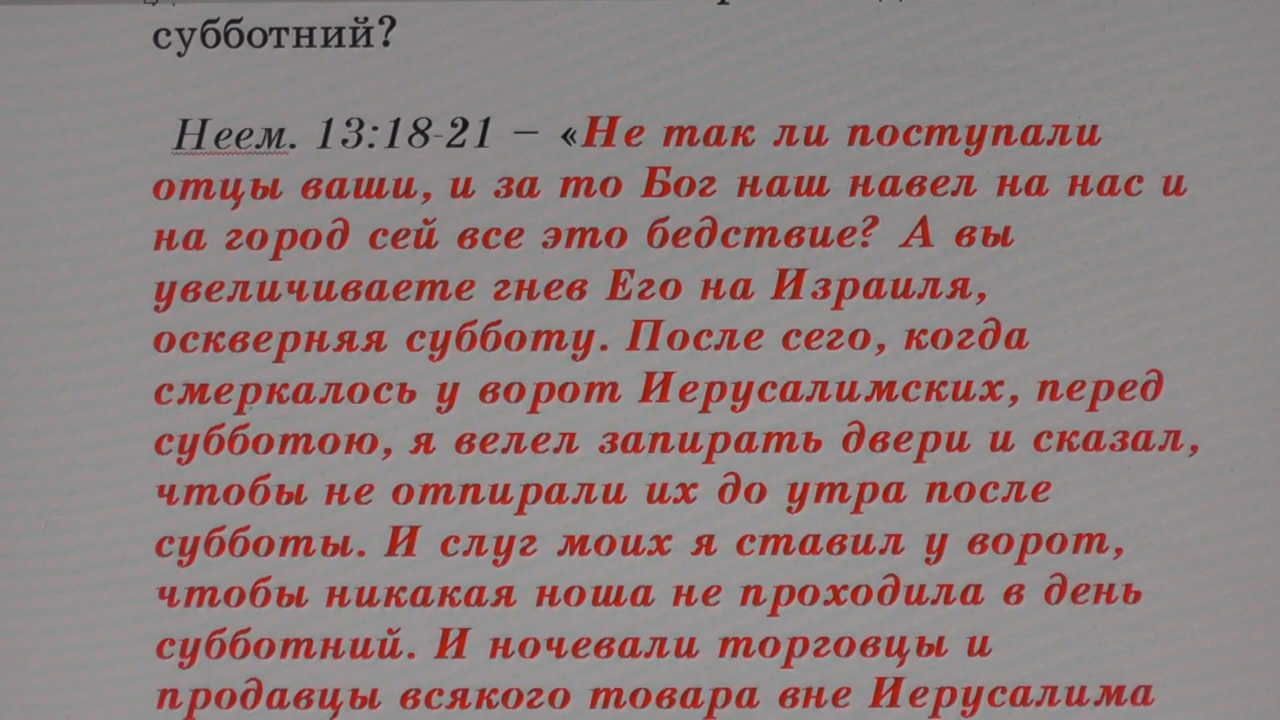 субботний?
Неем. 13:18-21 – «Не так ли поступали
отцы ваши, и за то Бог наш навел на нас и
на город сей все это бедствие? А вы
увеличиваете гнев Его на Израиля,
оскверняя субботу. После сего, когда
смеркалось у ворот Иерусалимских, перед
субботою, я велел запирать двери и сказал,
чтобы не отпирали их до утра после
субботы. И слуг моих я ставил у ворот,
чтобы никакая ноша не проходила в день
субботний. И ночевали торговцы и
продавцы всякого товара вне Иерусалима